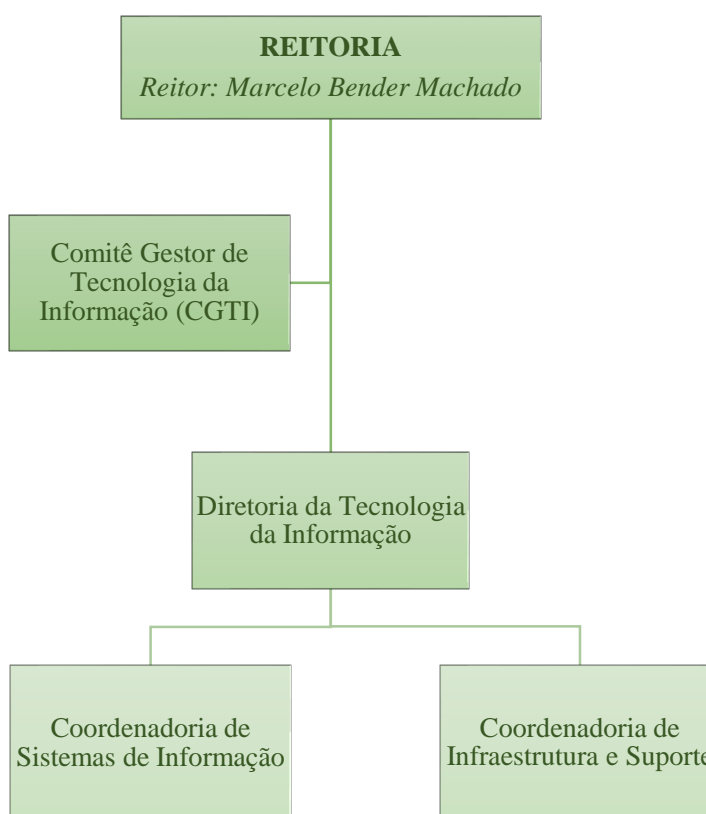 REITORIA
Reitor: Marcelo Bender Machado
Comitê Gestor de
Tecnologia da
Informação (CGTI)
Diretoria da Tecnologia
da Informação
Coordenadoria de
Sistemas de Informação
Coordenadoria de
Infraestrutura e Suporte